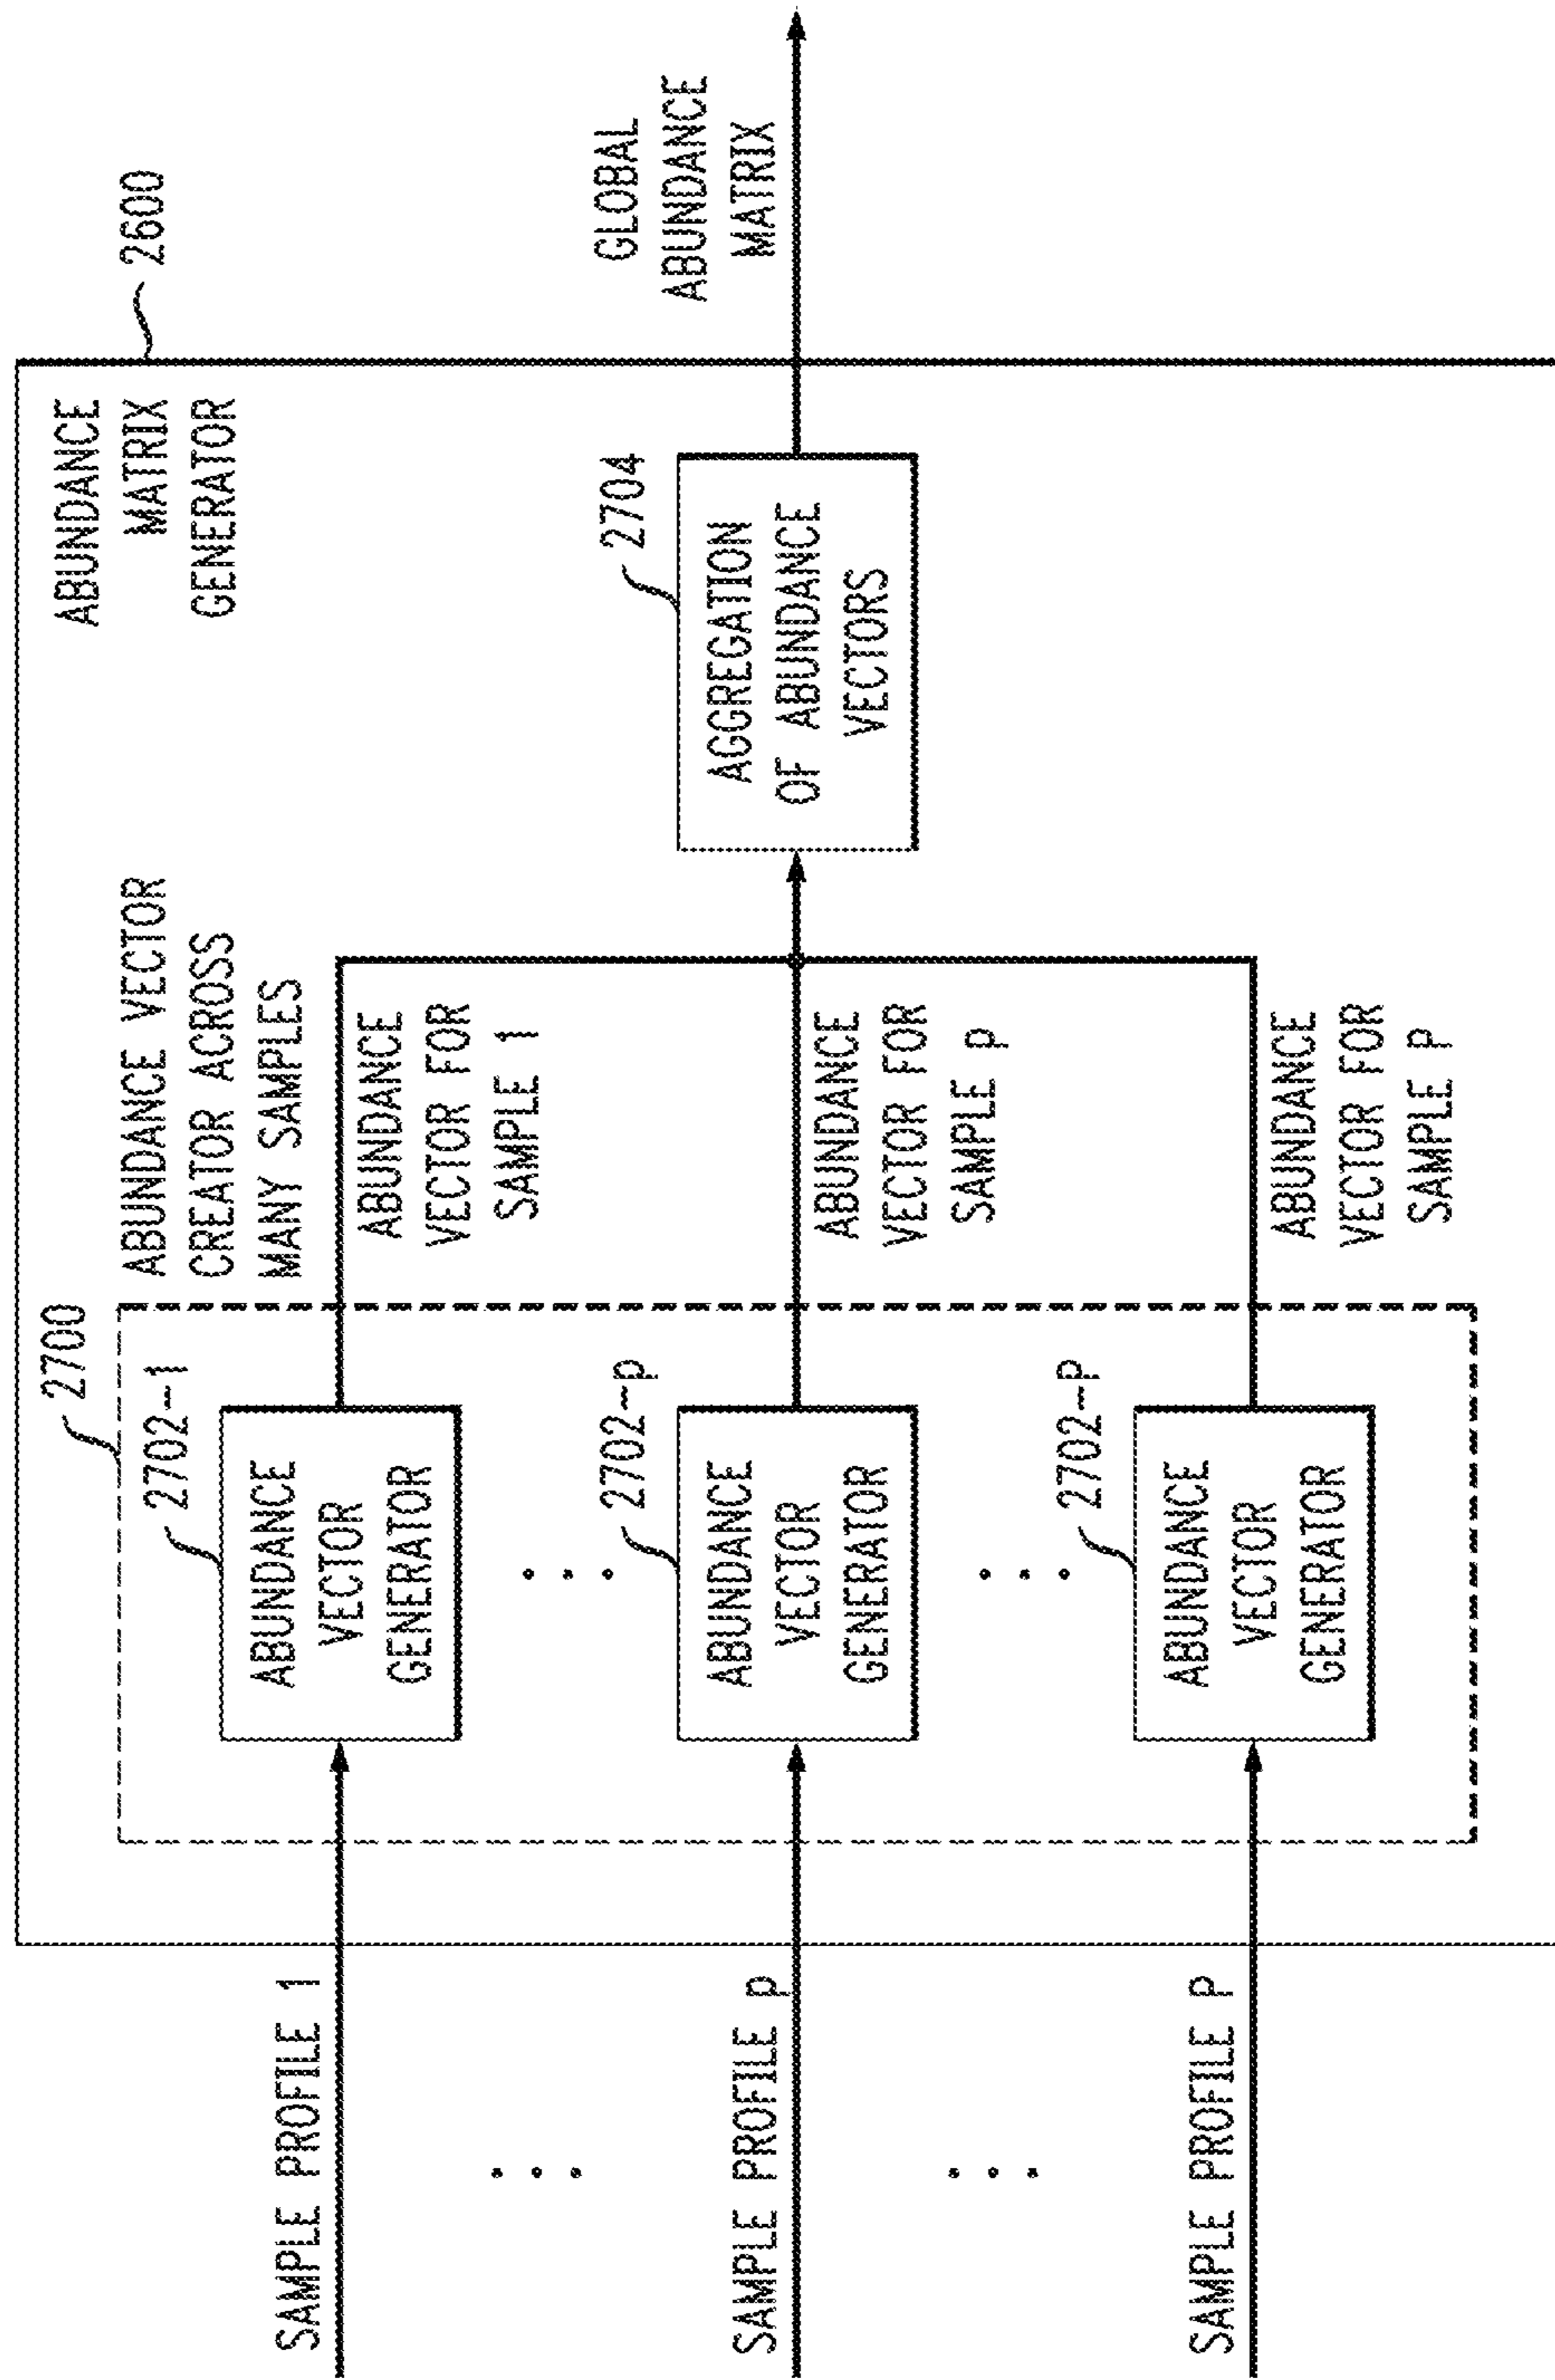 ABUNDANCE
MATRIX
GENERATOR
2600
2700
ABUNDANCE VECTOR
CREATOR ACROSS
MANY SAMPLES
SAMPLE PROFILE 1
2702-1
ABUNDANCE
VECTOR
GENERATOR
ABUNDANCE
VECTOR FOR
SAMPLE 1
SAMPLE PROFILE p
2702-p
ABUNDANCE
VECTOR
GENERATOR
ABUNDANCE
VECTOR FOR
SAMPLE p
2704
AGGREGATION
OF ABUNDANCE
VECTORS
GLOBAL
ABUNDANCE
MATRIX
SAMPLE PROFILE P
2702-P
ABUNDANCE
VECTOR
GENERATOR
ABUNDANCE
VECTOR FOR
SAMPLE P